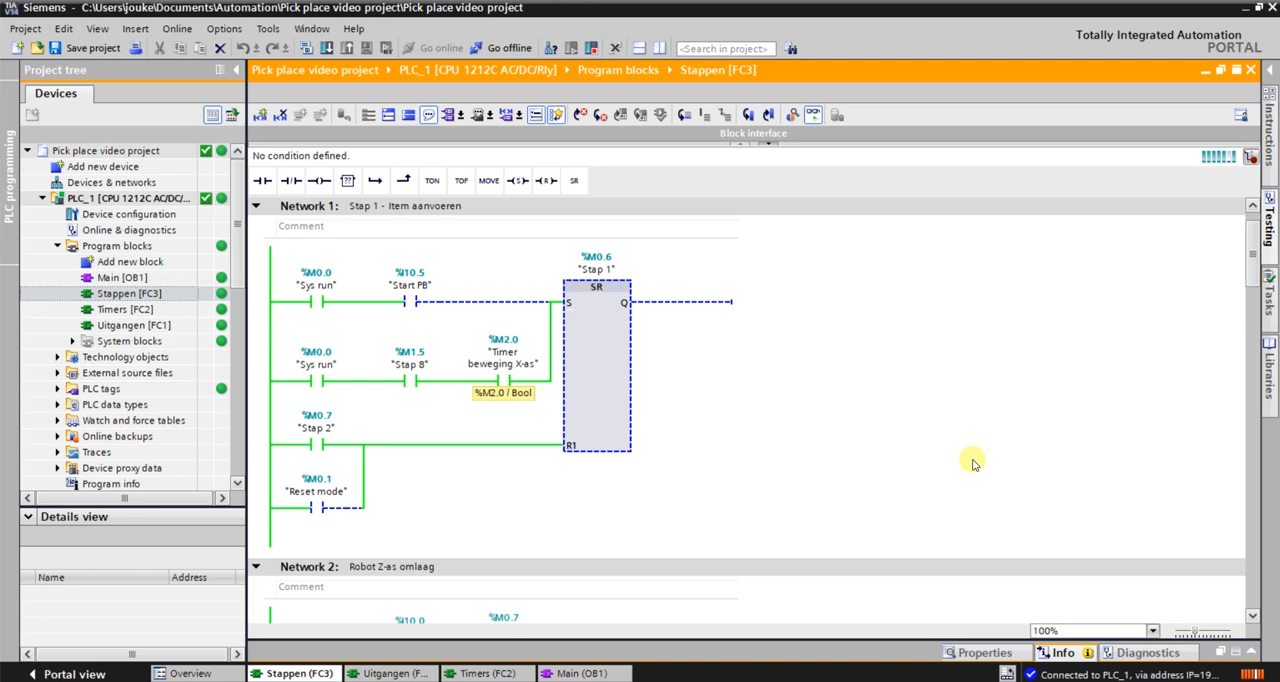 TIA V14 Siemens - C:\Users\jouke\Documents\Automation\Pick place video project\Pick place video project
Project Edit View Insert Online Options Tools Window Help
Totally Integrated Automation
PORTAL
Save project Go online Go offline <Search in project>
Project tree
Pick place video project PLC_1 [CPU 1212C AC/DC/Rly] Program blocks Stappen [FC3]
Devices
PLC programming
Block interface
No condition defined.
TON TOF MOVE (S) (R) SR
Pick place video project
Add new device
Devices & networks
PLC_1 [CPU 1212C AC/DC/...
Device configuration
Online & diagnostics
Program blocks
Add new block
Main [OB1]
Stappen [FC3]
Timers [FC2]
Uitgangen [FC1]
System blocks
Technology objects
External source files
PLC tags
PLC data types
Watch and force tables
Online backups
Traces
Device proxy data
Program info
Details view
Name Address
Network 1: Stap 1 - Item aanvoeren
Comment
%M0.6
"Stap 1"
%M0.0 %I10.5 SR
"Sys run" "Start PB"
S Q
%M2.0
%M0.0 %M1.5 "Timer
"Sys run" "Stap 8" beweging X-as"
%M2.0 / Bool
%M0.7
"Stap 2"
R1
%M0.1
"Reset mode"
Network 2: Robot Z-as omlaag
Comment
%I10.0 %M0.7
100%
Instructions
Testing
Tasks
Libraries
Properties Info Diagnostics
Portal view Overview Stappen (FC3) Uitgangen (F... Timers (FC2) Main (OB1) Connected to PLC_1, via address IP=19...